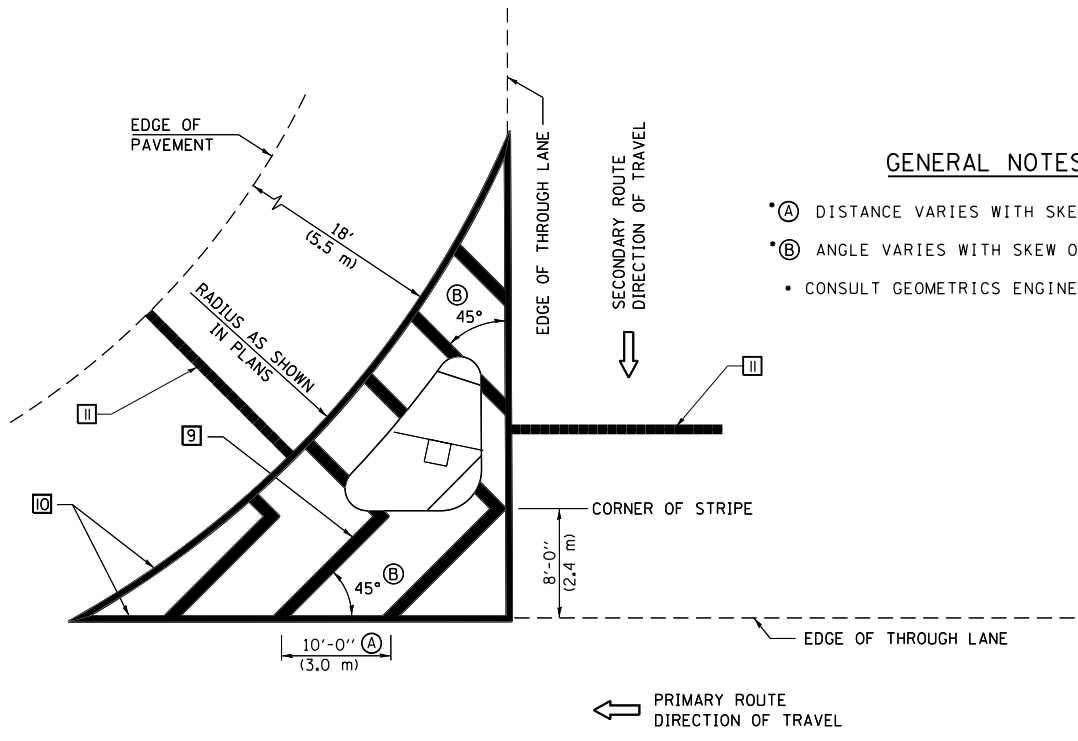 EDGE OF
PAVEMENT
18'
(5.5 m)
RADIUS AS SHOWN
IN PLANS
EDGE OF THROUGH LANE
SECONDARY ROUTE
DIRECTION OF TRAVEL
GENERAL NOTES
*Ⓐ DISTANCE VARIES WITH SKE
*Ⓑ ANGLE VARIES WITH SKEW O
• CONSULT GEOMETRICS ENGINE
Ⓑ
45°
11
11
9
10
CORNER OF STRIPE
8'-0"
(2.4 m)
45° Ⓑ
10'-0" Ⓐ
(3.0 m)
EDGE OF THROUGH LANE
PRIMARY ROUTE
DIRECTION OF TRAVEL